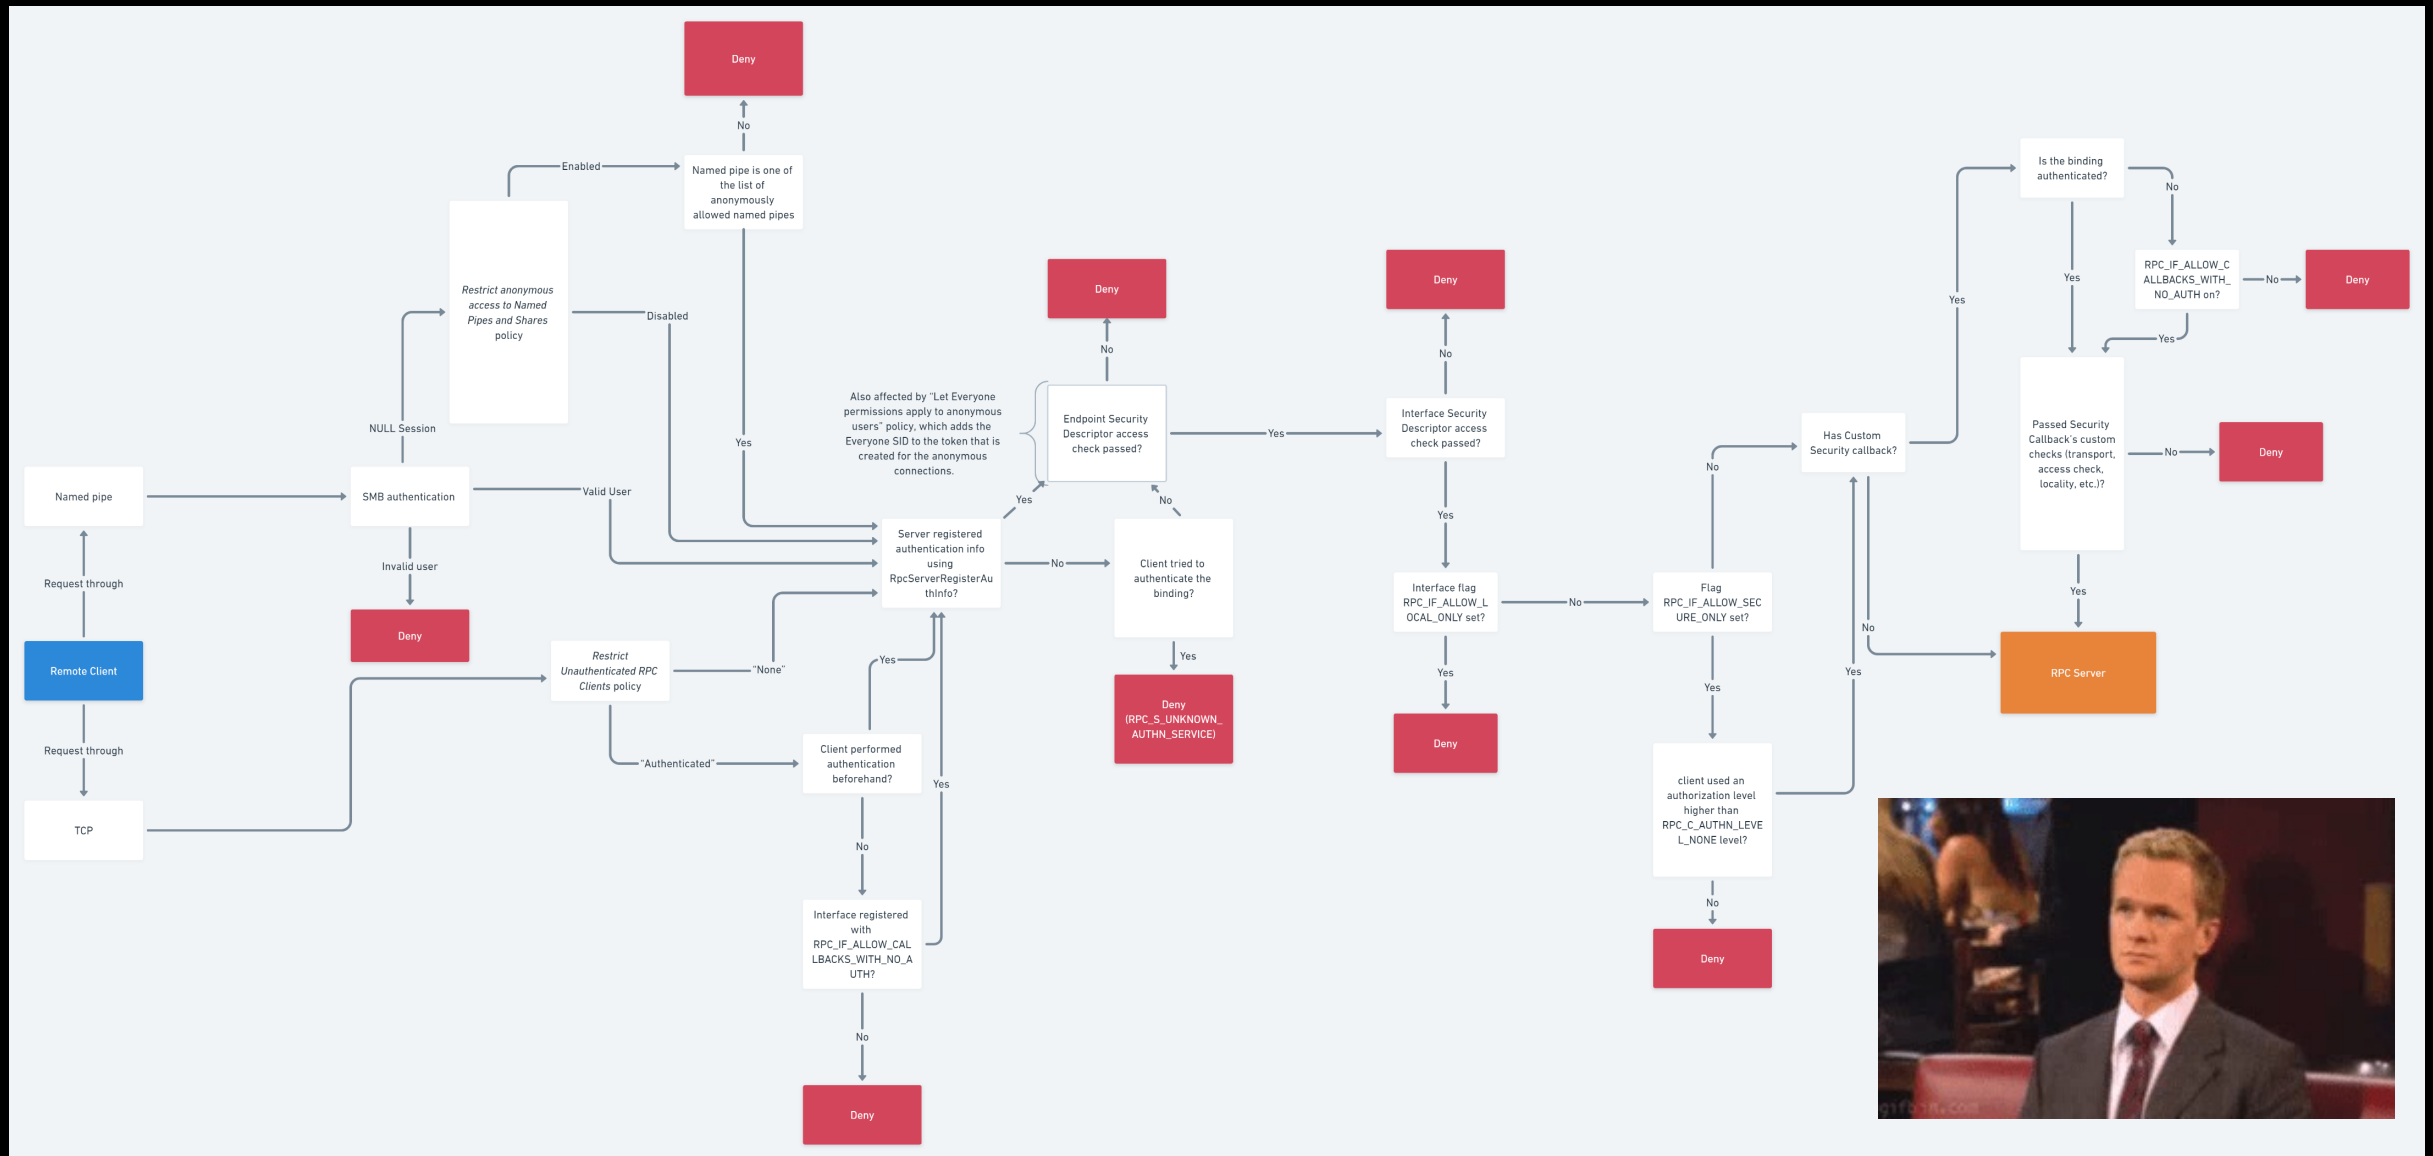 Deny
No
Enabled
Named pipe is one of
the list of
anonymously
allowed named pipes
Restrict anonymous
access to Named
Pipes and Shares
policy
Disabled
Yes
NULL Session
Named pipe
SMB authentication
Valid User
Invalid user
Deny
Request through
Remote Client
Request through
TCP
Restrict
Unauthenticated RPC
Clients policy
"None"
"Authenticated"
Client performed
authentication
beforehand?
Yes
Yes
No
Interface registered
with
RPC_IF_ALLOW_CAL
LBACKS_WITH_NO_A
UTH?
No
Deny
Server registered
authentication info
using
RpcServerRegisterAu
thInfo?
Yes
No
Client tried to
authenticate the
binding?
No
Yes
Deny
(RPC_S_UNKNOWN_
AUTHN_SERVICE)
Also affected by "Let Everyone
permissions apply to anonymous
users" policy, which adds the
Everyone SID to the token that is
created for the anonymous
connections.
Endpoint Security
Descriptor access
check passed?
No
Deny
Yes
Interface Security
Descriptor access
check passed?
No
Deny
Yes
Interface flag
RPC_IF_ALLOW_L
OCAL_ONLY set?
Yes
Deny
No
Flag
RPC_IF_ALLOW_SEC
URE_ONLY set?
No
Yes
client used an
authorization level
higher than
RPC_C_AUTHN_LEVE
L_NONE level?
No
Deny
Yes
Has Custom
Security callback?
Yes
No
Is the binding
authenticated?
No
Yes
RPC_IF_ALLOW_C
ALLBACKS_WITH_
NO_AUTH on?
No
Deny
Yes
Passed Security
Callback's custom
checks (transport,
access check,
locality, etc.)?
No
Deny
Yes
RPC Server
gifbin.com